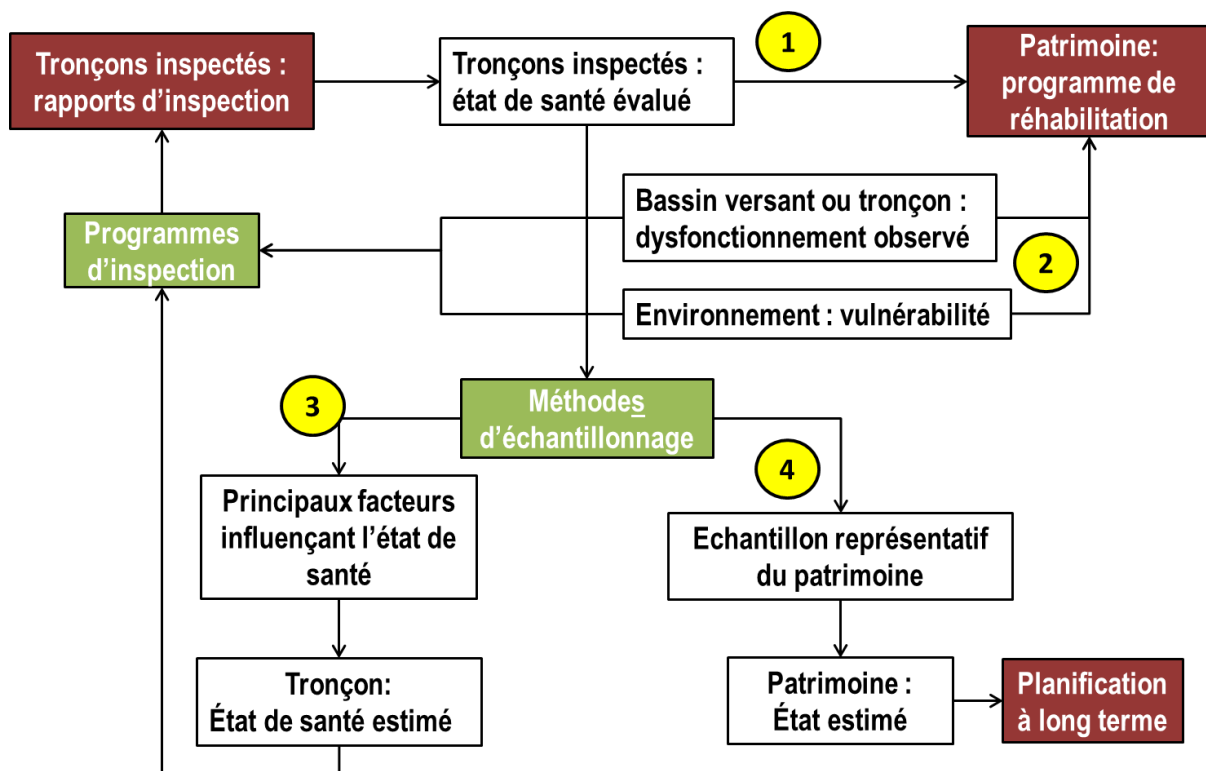 Tronçons inspectés :
rapports d’inspection
Tronçons inspectés :
état de santé évalué
1
Patrimoine:
programme de
réhabilitation
Programmes
d’inspection
Bassin versant ou tronçon :
dysfonctionnement observé
2
Environnement : vulnérabilité
3
Méthodes
d’échantillonnage
4
Principaux facteurs
influençant l’état de
santé
Echantillon représentatif
du patrimoine
Tronçon:
État de santé estimé
Patrimoine :
État estimé
Planification
à long terme